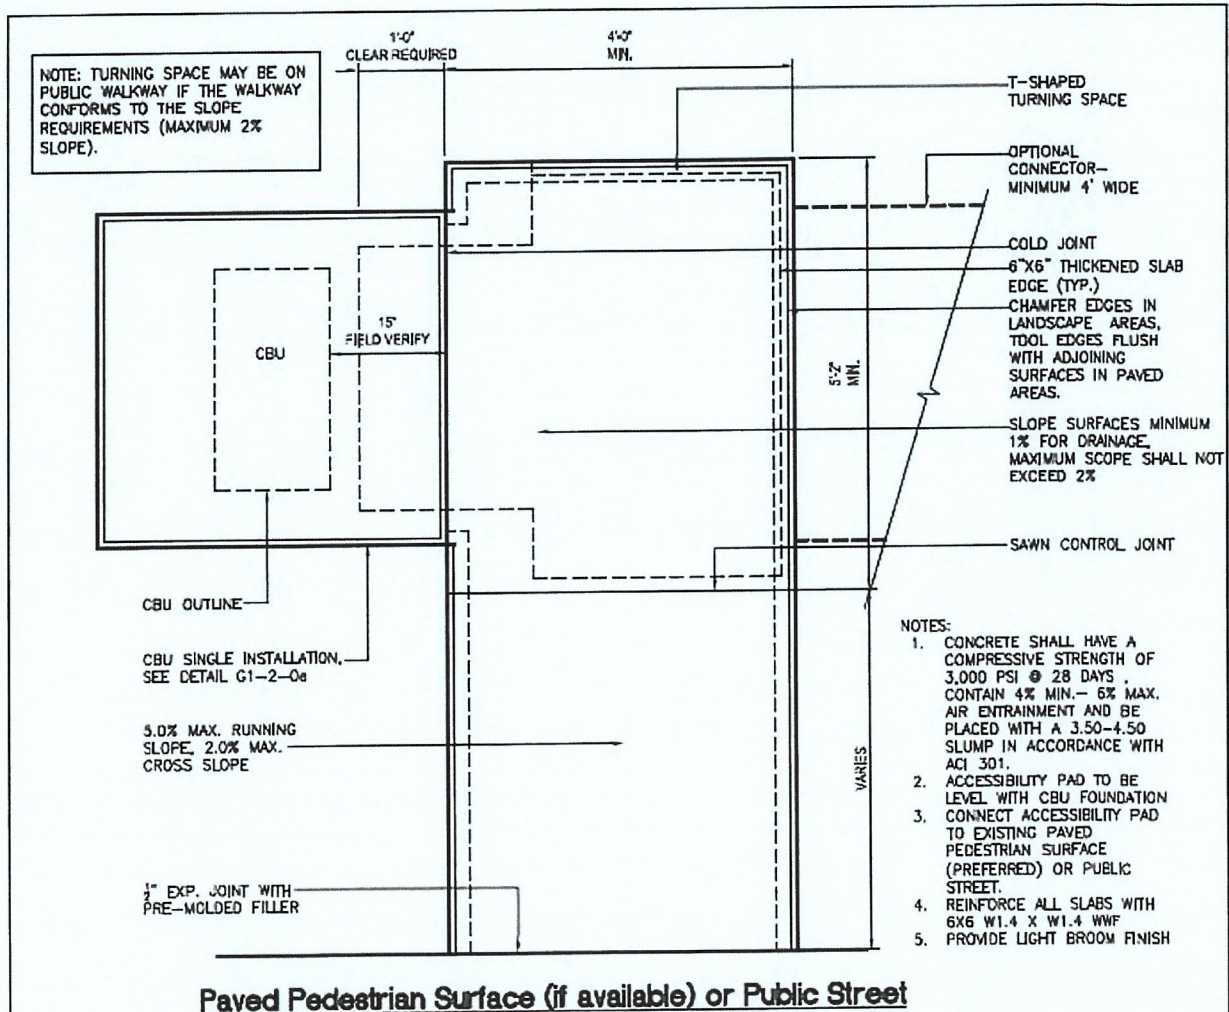 1'-0"
CLEAR REQUIRED
4'-0"
MIN.
NOTE: TURNING SPACE MAY BE ON
PUBLIC WALKWAY IF THE WALKWAY
CONFORMS TO THE SLOPE
REQUIREMENTS (MAXIMUM 2%
SLOPE).
T-SHAPED
TURNING SPACE
OPTIONAL
CONNECTOR-
MINIMUM 4' WIDE
COLD JOINT
6"X6" THICKENED SLAB
EDGE (TYP.)
CHAMFER EDGES IN
LANDSCAPE AREAS,
TOOL EDGES FLUSH
WITH ADJOINING
SURFACES IN PAVED
AREAS.
15"
FIELD VERIFY
CBU
5'-2"
MIN.
SLOPE SURFACES MINIMUM
1% FOR DRAINAGE,
MAXIMUM SCOPE SHALL NOT
EXCEED 2%
SAWN CONTROL JOINT
CBU OUTLINE
CBU SINGLE INSTALLATION,
SEE DETAIL G1-2-0a
5.0% MAX. RUNNING
SLOPE, 2.0% MAX.
CROSS SLOPE
VARIES
1/2" EXP. JOINT WITH
PRE-MOLDED FILLER
NOTES:
1. CONCRETE SHALL HAVE A
COMPRESSIVE STRENGTH OF
3,000 PSI @ 28 DAYS ,
CONTAIN 4% MIN.- 6% MAX.
AIR ENTRAINMENT AND BE
PLACED WITH A 3.50-4.50
SLUMP IN ACCORDANCE WITH
ACI 301.
2. ACCESSIBILITY PAD TO BE
LEVEL WITH CBU FOUNDATION
3. CONNECT ACCESSIBILITY PAD
TO EXISTING PAVED
PEDESTRIAN SURFACE
(PREFERRED) OR PUBLIC
STREET.
4. REINFORCE ALL SLABS WITH
6X6 W1.4 X W1.4 WWF
5. PROVIDE LIGHT BROOM FINISH
Paved Pedestrian Surface (if available) or Public Street